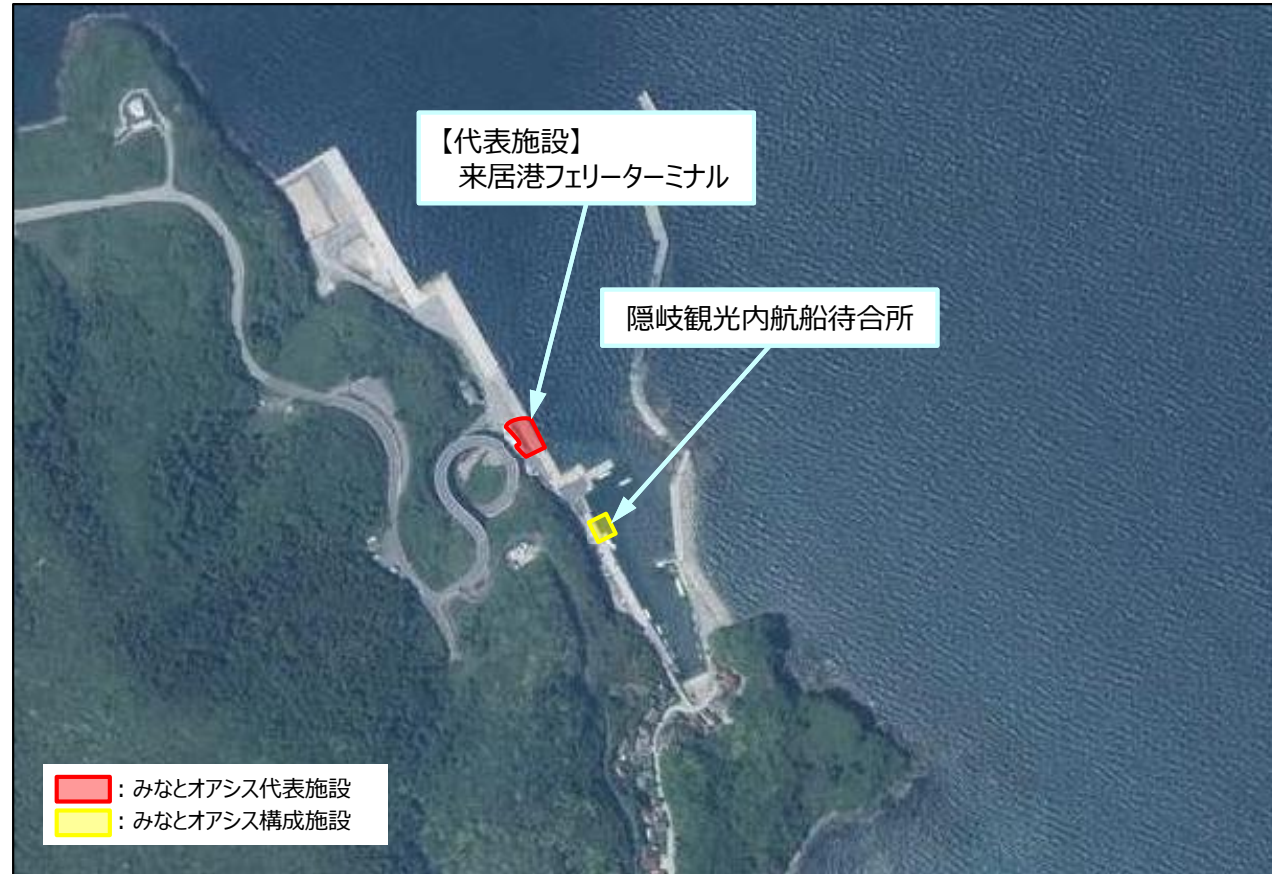 【代表施設】
来居港フェリーターミナル
隠岐観光内航船待合所
：みなとオアシス代表施設
：みなとオアシス構成施設